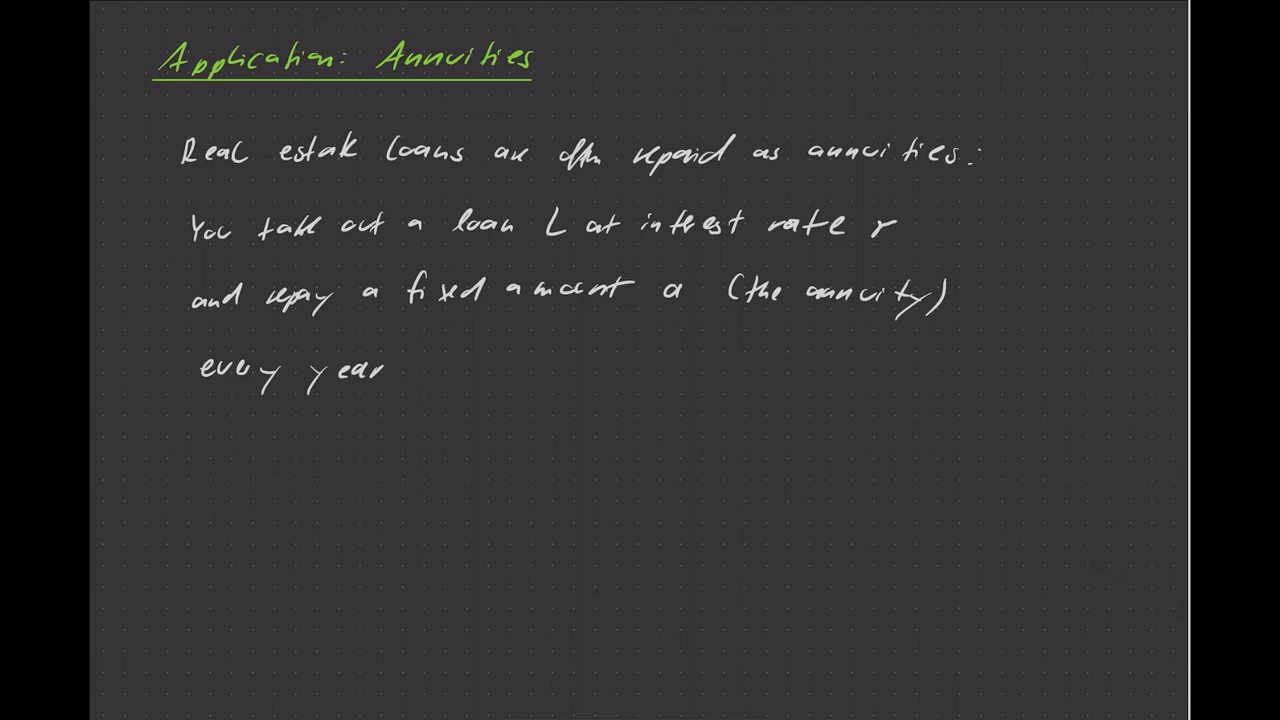 Application: Annuities
Real estate loans are often repaid as annuities:
You take out a loan L at interest rate r
and repay a fixed amount a (the annuity)
every year